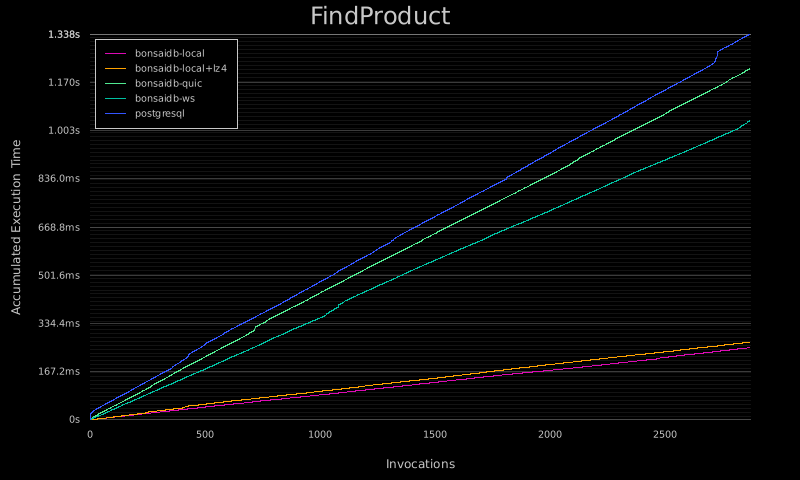 FindProduct
1.338s
bonsaidb-local
bonsaidb-local+lz4
bonsaidb-quic
bonsaidb-ws
postgresql
1.170s
1.003s
836.0ms
668.8ms
501.6ms
334.4ms
167.2ms
0s
Accumulated Execution Time
0 500 1000 1500 2000 2500
Invocations